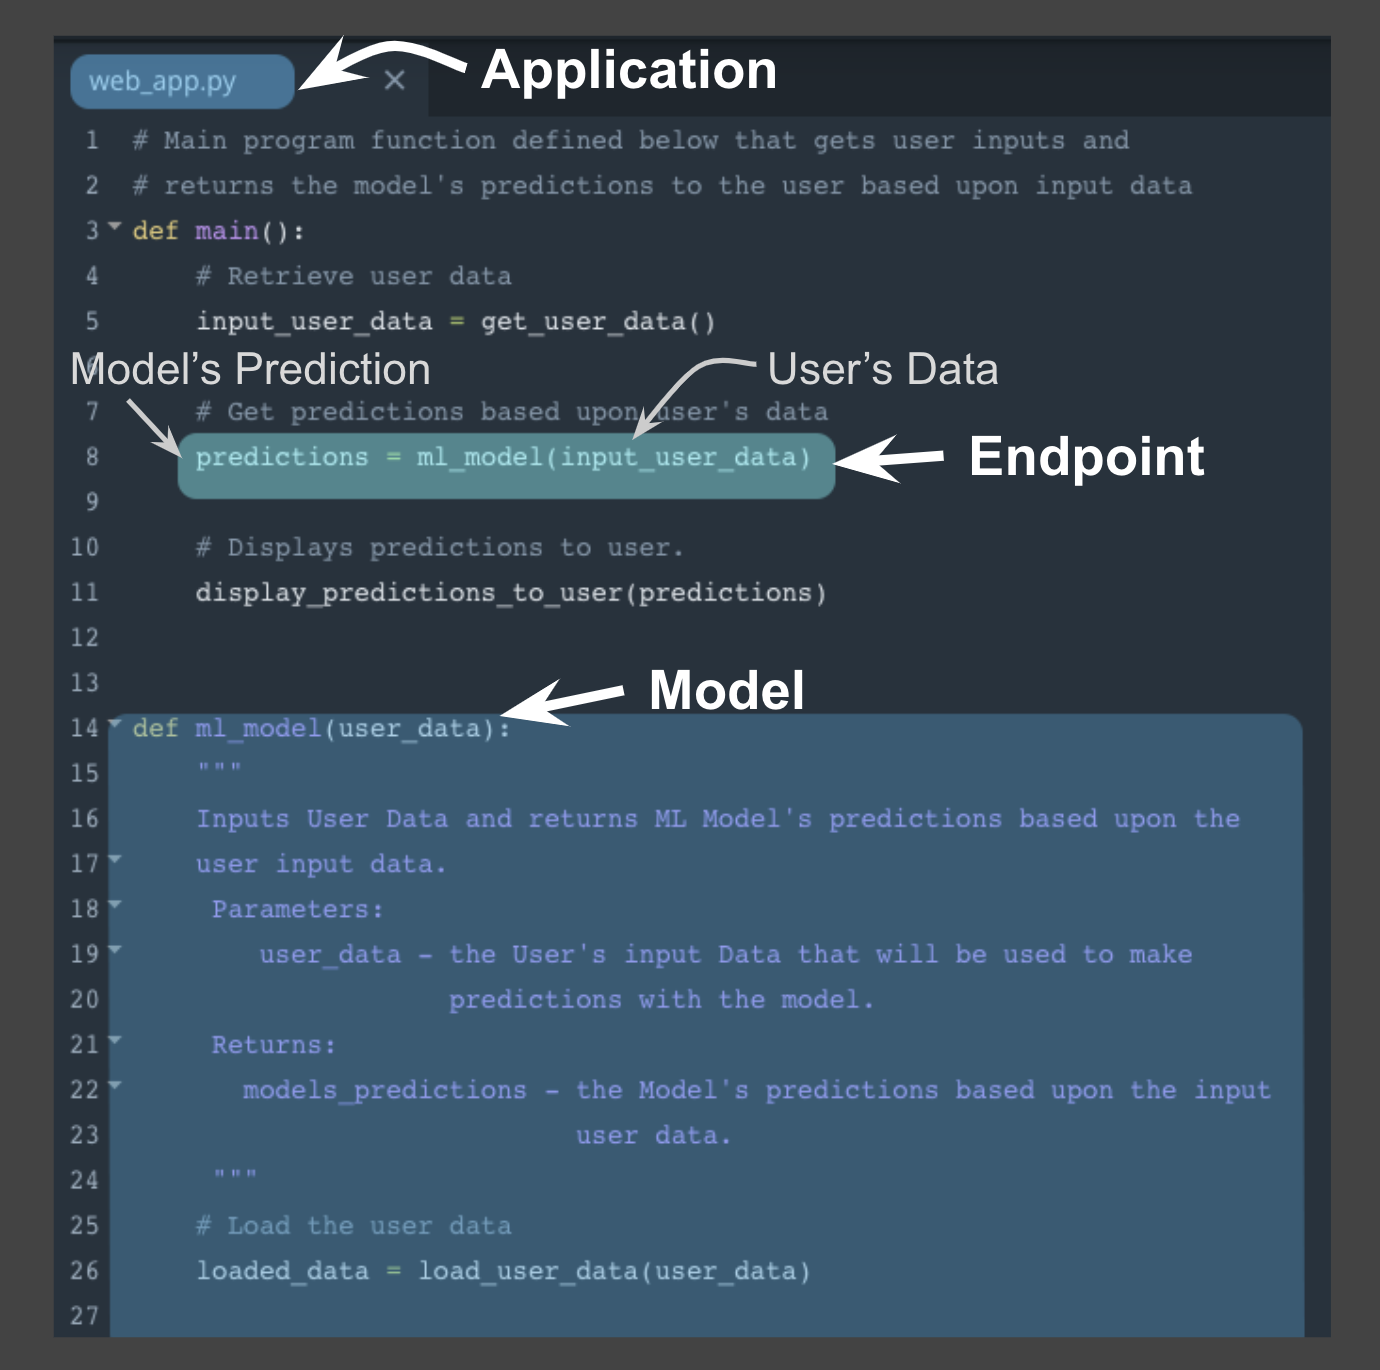 web_app.py × Application
1 # Main program function defined below that gets user inputs and
2 # returns the model's predictions to the user based upon input data
3 def main():
4 # Retrieve user data
5 input_user_data = get_user_data()
6
Model's Prediction User's Data
7 # Get predictions based upon user's data
8 predictions = ml_model(input_user_data) Endpoint
9
10 # Displays predictions to user.
11 display_predictions_to_user(predictions)
12
13
Model
14 def ml_model(user_data):
15 """
16 Inputs User Data and returns ML Model's predictions based upon the
17 user input data.
18 Parameters:
19 user_data - the User's input Data that will be used to make
20 predictions with the model.
21 Returns:
22 models_predictions - the Model's predictions based upon the input
23 user data.
24 """
25 # Load the user data
26 loaded_data = load_user_data(user_data)
27